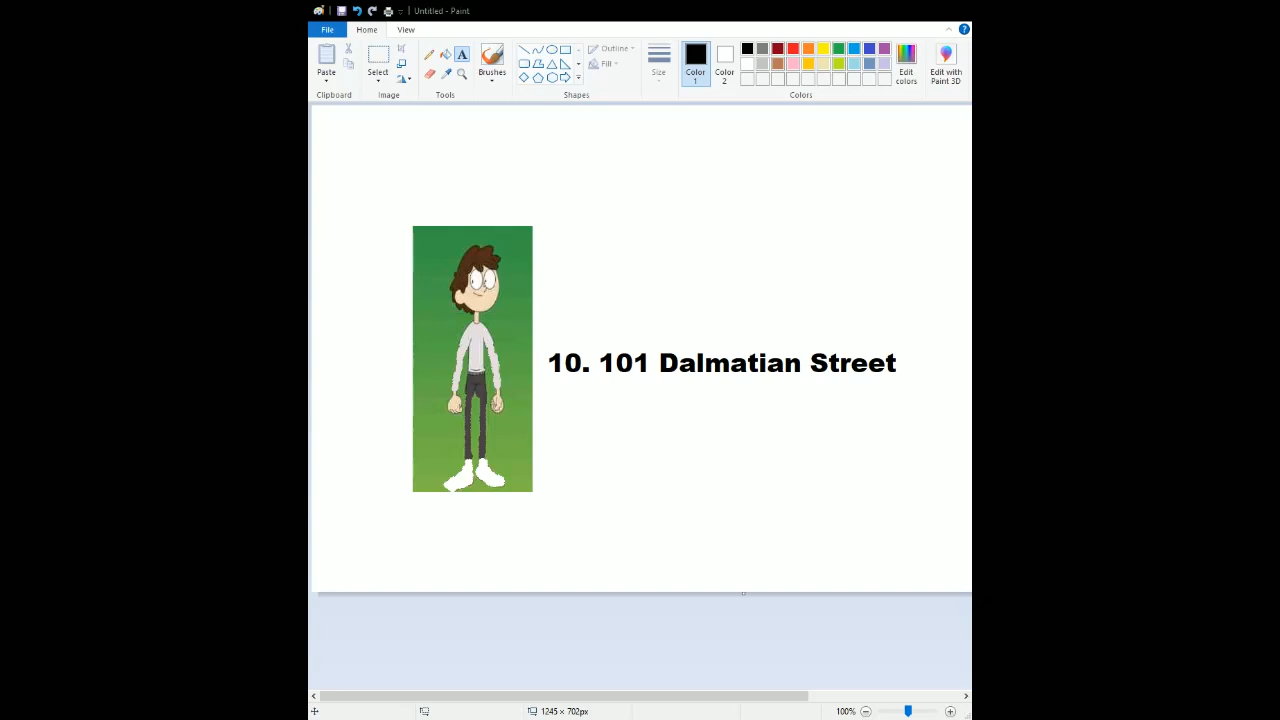 Untitled - Paint
File
Home
View
Paste
Select
Brushes
Outline
Fill
Size
Color
1
Color
2
Edit
colors
Edit with
Paint 3D
Clipboard
Image
Tools
Shapes
Colors
10. 101 Dalmatian Street
1245 × 702px
100%